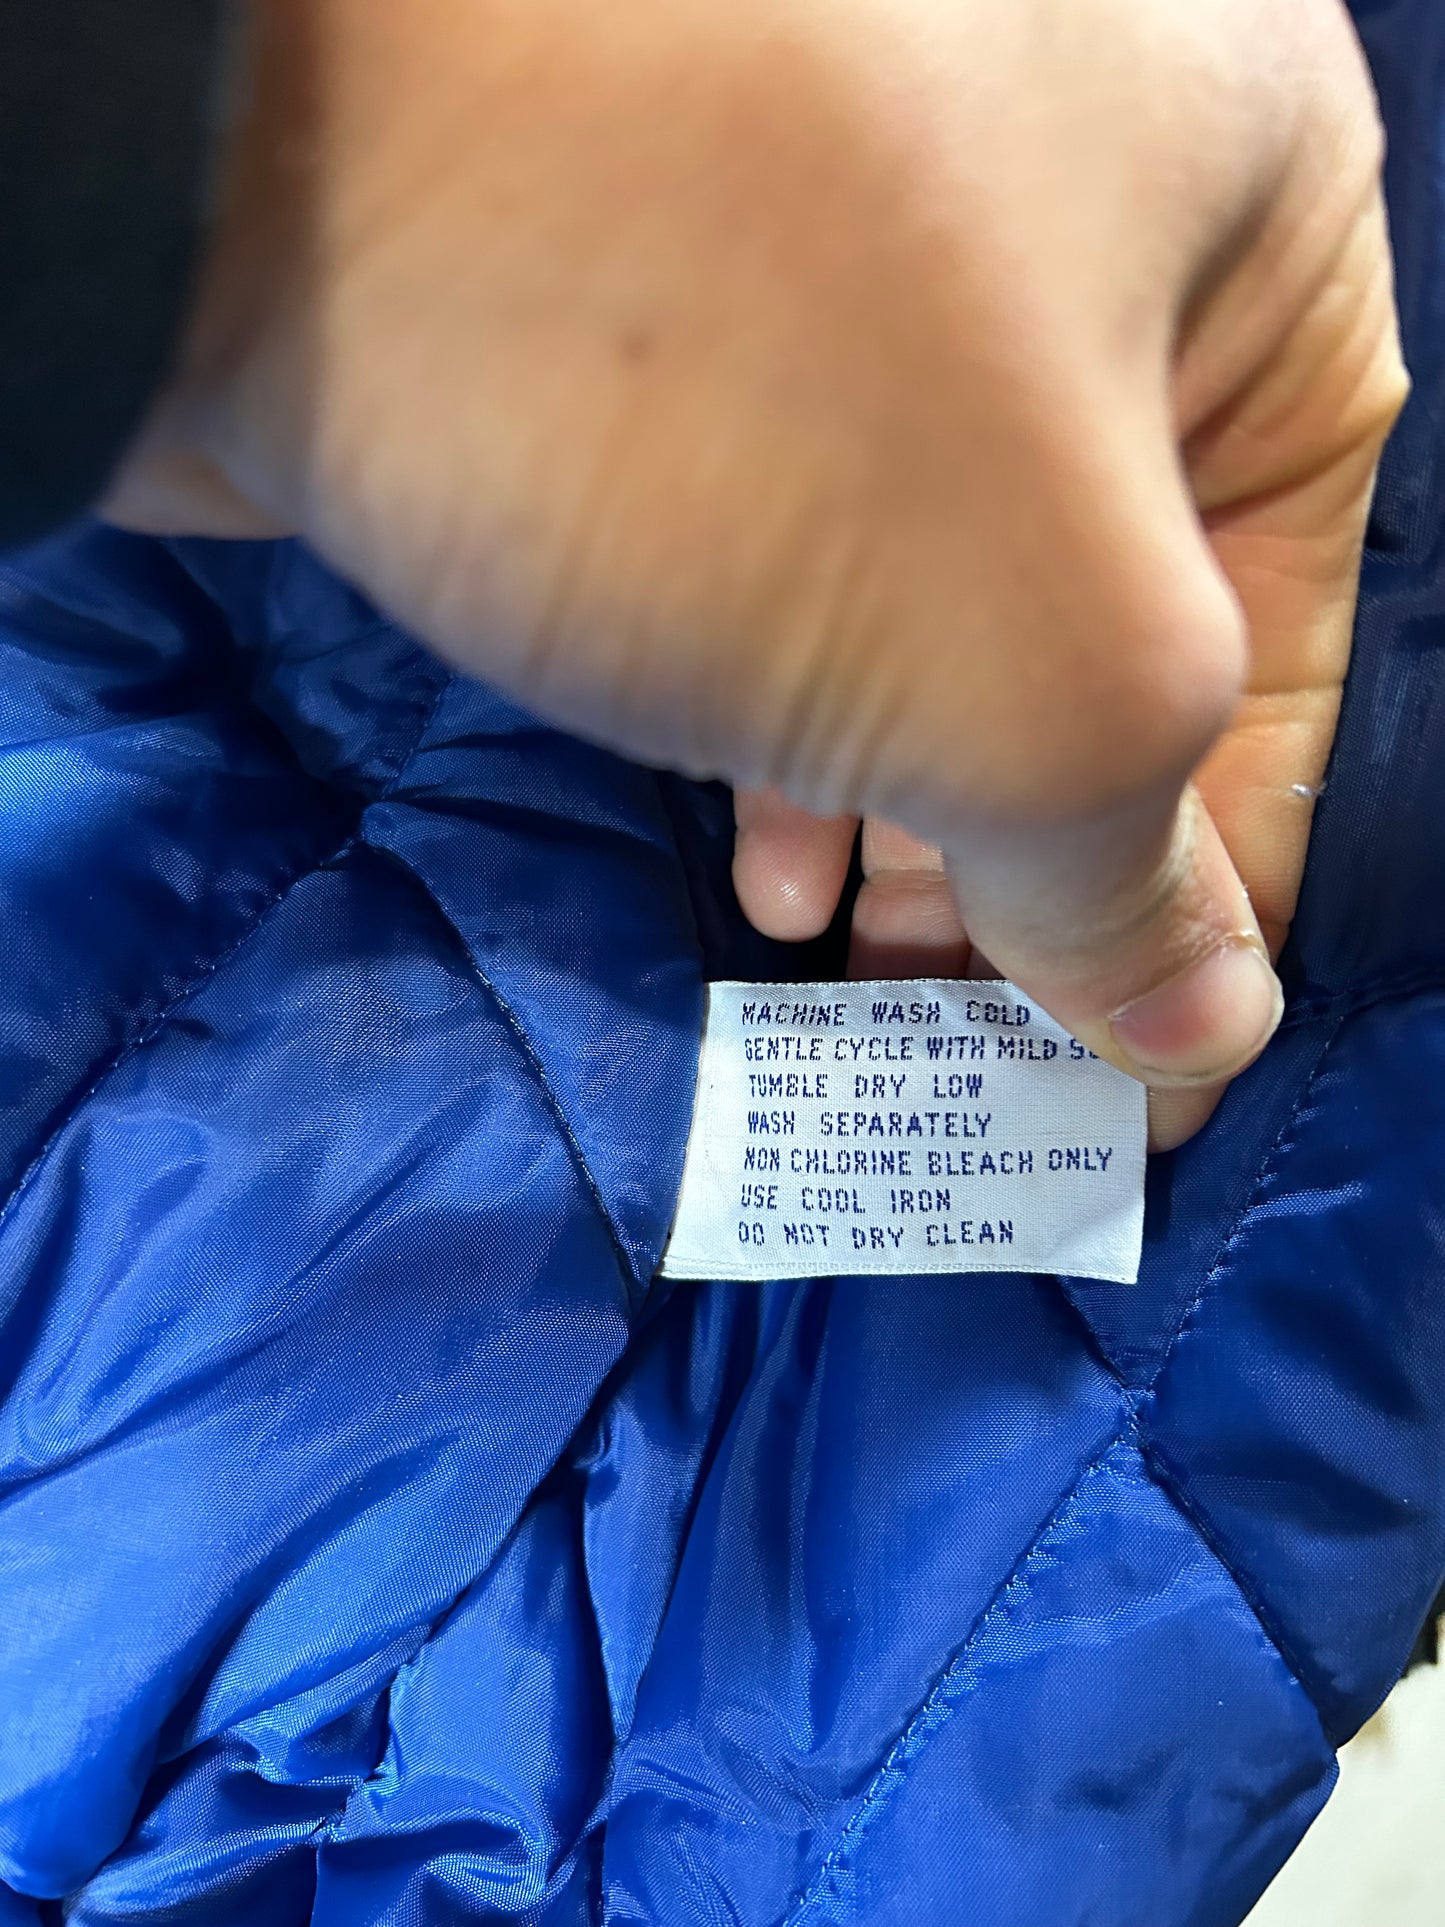 MACHINE WASH COLD
GENTLE CYCLE WITH MILD
TUMBLE DRY LOW
WASH SEPARATELY
NON CHLORINE BLEACH ONLY
USE COOL IRON
DO NOT DRY CLEAN